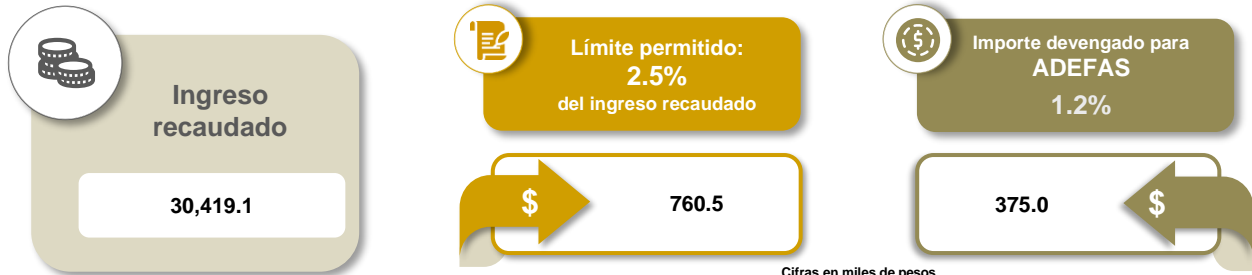 Ingreso
recaudado
30,419.1
Límite permitido:
2.5%
del ingreso recaudado
$
760.5
Importe devengado para
ADEFAS
1.2%
375.0
$
Cifras en miles de pesos